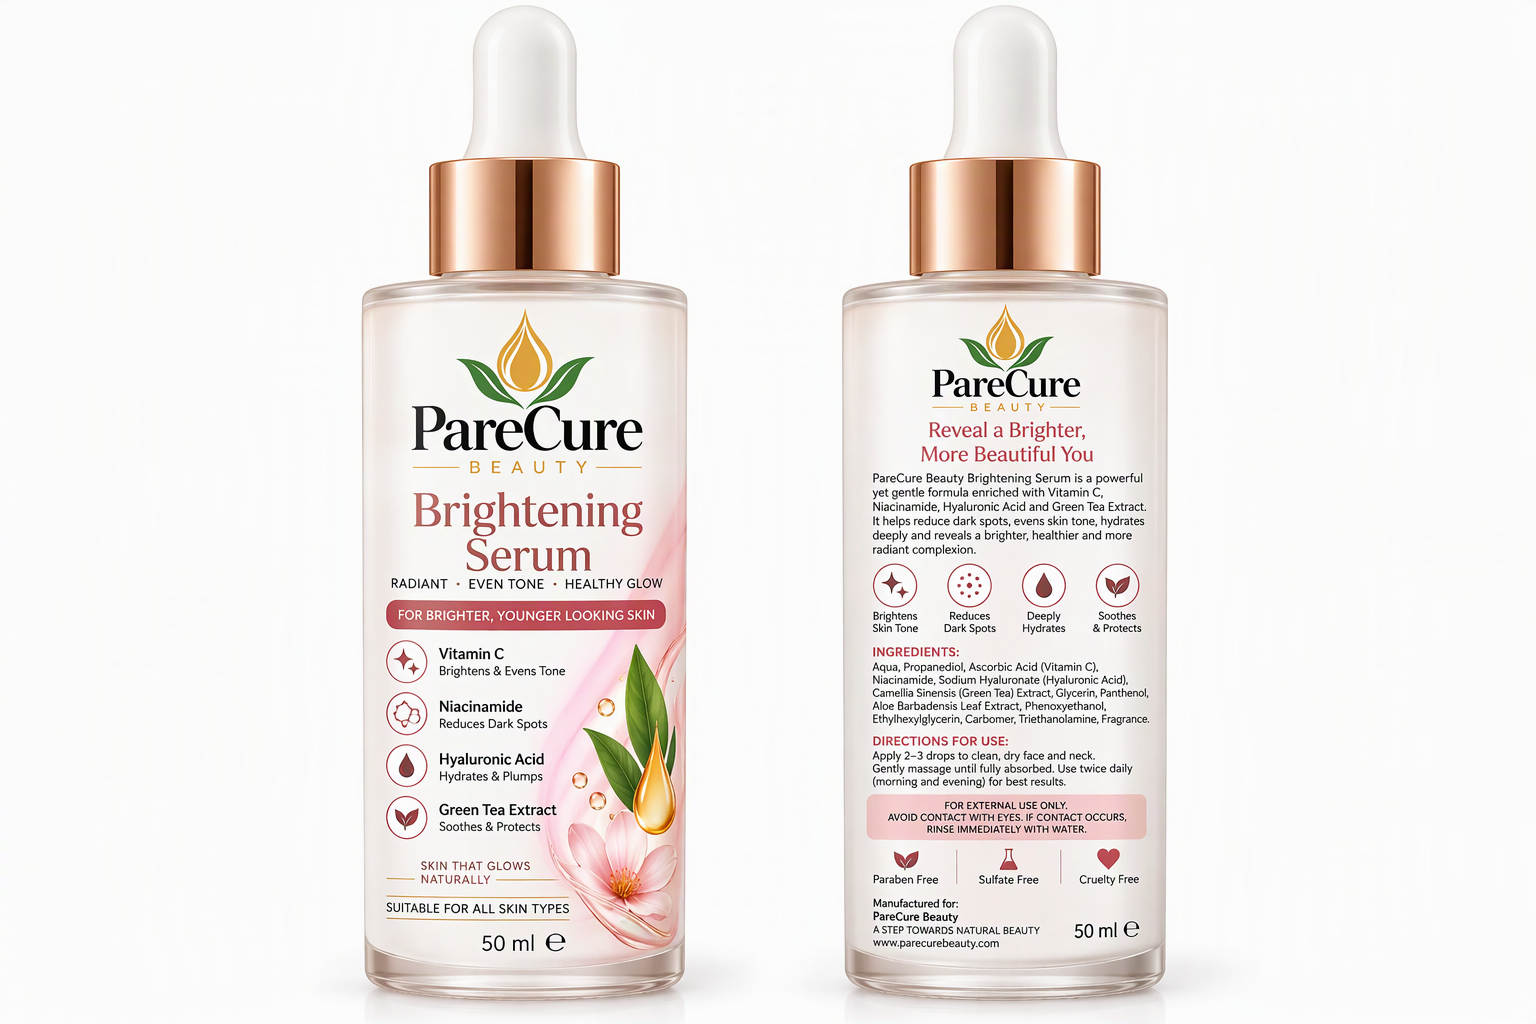 PareCure
BEAUTY
Brightening
Serum
RADIANT • EVEN TONE • HEALTHY GLOW
FOR BRIGHTER, YOUNGER LOOKING SKIN
Vitamin C
Brightens & Evens Tone
Niacinamide
Reduces Dark Spots
Hyaluronic Acid
Hydrates & Plumps
Green Tea Extract
Soothes & Protects
SKIN THAT GLOWS
NATURALLY
SUITABLE FOR ALL SKIN TYPES
50 ml ℮
PareCure
BEAUTY
Reveal a Brighter,
More Beautiful You
PareCure Beauty Brightening Serum is a powerful
yet gentle formula enriched with Vitamin C,
Niacinamide, Hyaluronic Acid and Green Tea Extract.
It helps reduce dark spots, evens skin tone, hydrates
deeply and reveals a brighter, healthier and more
radiant complexion.
Brightens
Skin Tone
Reduces
Dark Spots
Deeply
Hydrates
Soothes
& Protects
INGREDIENTS:
Aqua, Propanediol, Ascorbic Acid (Vitamin C),
Niacinamide, Sodium Hyaluronate (Hyaluronic Acid),
Camellia Sinensis (Green Tea) Extract, Glycerin, Panthenol,
Aloe Barbadensis Leaf Extract, Phenoxyethanol,
Ethylhexylglycerin, Carbomer, Triethanolamine, Fragrance.
DIRECTIONS FOR USE:
Apply 2–3 drops to clean, dry face and neck.
Gently massage until fully absorbed. Use twice daily
(morning and evening) for best results.
FOR EXTERNAL USE ONLY.
AVOID CONTACT WITH EYES. IF CONTACT OCCURS,
RINSE IMMEDIATELY WITH WATER.
Paraben Free
Sulfate Free
Cruelty Free
Manufactured for:
PareCure Beauty
A STEP TOWARDS NATURAL BEAUTY
www.parecurebeauty.com
50 ml ℮